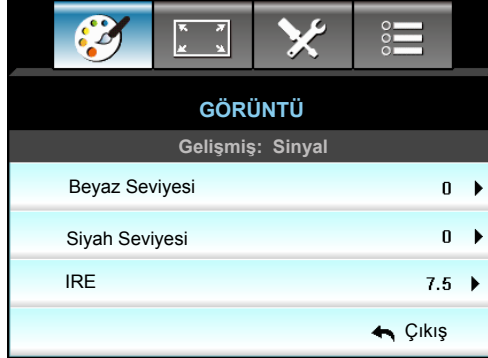 GÖRÜNTÜ
Gelişmiş: Sinyal
Beyaz Seviyesi 0
Siyah Seviyesi 0
IRE 7.5
Çıkış